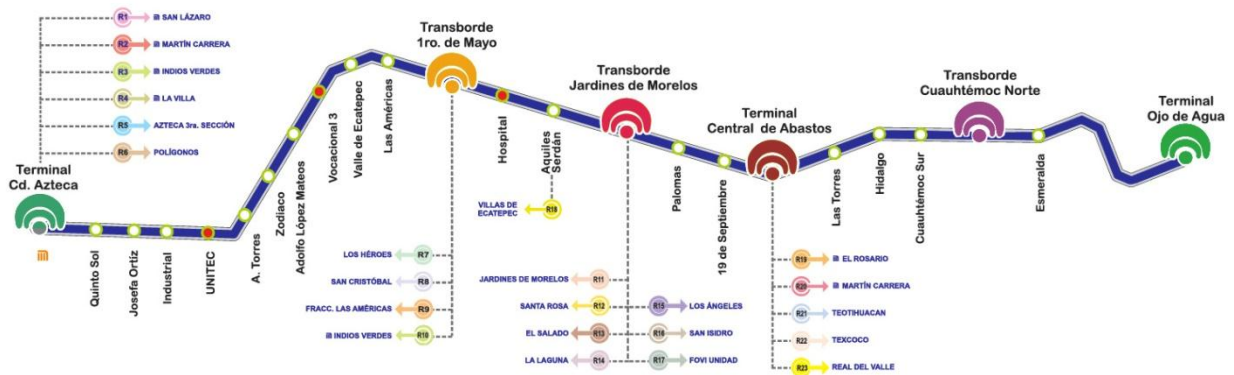 R1 SAN LÁZARO
R2 MARTÍN CARRERA
R3 INDIOS VERDES
R4 LA VILLA
R5 AZTECA 3ra. SECCIÓN
R6 POLÍGONOS
Terminal
Cd. Azteca
Quinto Sol
Josefa Ortíz
Industrial
UNITEC
A. Torres
Zodiaco
Adolfo López Mateos
Vocacional 3
Valle de Ecatepec
Las Américas
Transborde
1ro. de Mayo
LOS HÉROES R7
SAN CRISTÓBAL R8
FRACC. LAS AMÉRICAS R9
INDIOS VERDES R10
Hospital
Aquiles
Serdán
VILLAS DE
ECATEPEC R18
Transborde
Jardines de Morelos
JARDINES DE MORELOS R11
SANTA ROSA R12
EL SALADO R13
LA LAGUNA R14
R15 LOS ÁNGELES
R16 SAN ISIDRO
R17 FOVI UNIDAD
Palomas
19 de Septiembre
Terminal
Central de Abastos
R19 EL ROSARIO
R20 MARTÍN CARRERA
R21 TEOTIHUACAN
R22 TEXCOCO
R23 REAL DEL VALLE
Las Torres
Hidalgo
Cuauhtémoc Sur
Transborde
Cuauhtémoc Norte
Esmeralda
Terminal
Ojo de Agua